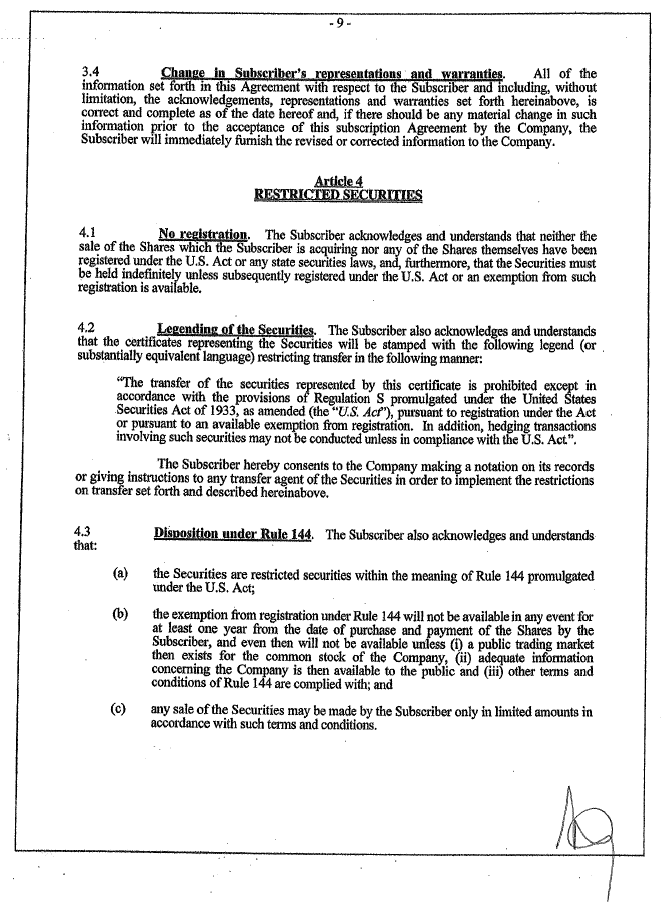 - 9 -
3.4 Change in Subscriber's representations and warranties. All of the
information set forth in this Agreement with respect to the Subscriber and including, without
limitation, the acknowledgements, representations and warranties set forth hereinabove, is
correct and complete as of the date hereof and, if there should be any material change in such
information prior to the acceptance of this subscription Agreement by the Company, the
Subscriber will immediately furnish the revised or corrected information to the Company.
Article 4
RESTRICTED SECURITIES
4.1 No registration. The Subscriber acknowledges and understands that neither the
sale of the Shares which the Subscriber is acquiring nor any of the Shares themselves have been
registered under the U.S. Act or any state securities laws, and, furthermore, that the Securities must
be held indefinitely unless subsequently registered under the U.S. Act or an exemption from such
registration is available.
4.2 Legending of the Securities. The Subscriber also acknowledges and understands
that the certificates representing the Securities will be stamped with the following legend (or
substantially equivalent language) restricting transfer in the following manner:
"The transfer of the securities represented by this certificate is prohibited except in
accordance with the provisions of Regulation S promulgated under the United States
Securities Act of 1933, as amended (the "U.S. Act"), pursuant to registration under the Act
or pursuant to an available exemption from registration. In addition, hedging transactions
involving such securities may not be conducted unless in compliance with the U.S. Act".
The Subscriber hereby consents to the Company making a notation on its records
or giving instructions to any transfer agent of the Securities in order to implement the restrictions
on transfer set forth and described hereinabove.
4.3 Disposition under Rule 144. The Subscriber also acknowledges and understands
that:
(a) the Securities are restricted securities within the meaning of Rule 144 promulgated
under the U.S. Act;
(b) the exemption from registration under Rule 144 will not be available in any event for
at least one year from the date of purchase and payment of the Shares by the
Subscriber, and even then will not be available unless (i) a public trading market
then exists for the common stock of the Company, (ii) adequate information
concerning the Company is then available to the public and (iii) other terms and
conditions of Rule 144 are complied with; and
(c) any sale of the Securities may be made by the Subscriber only in limited amounts in
accordance with such terms and conditions.